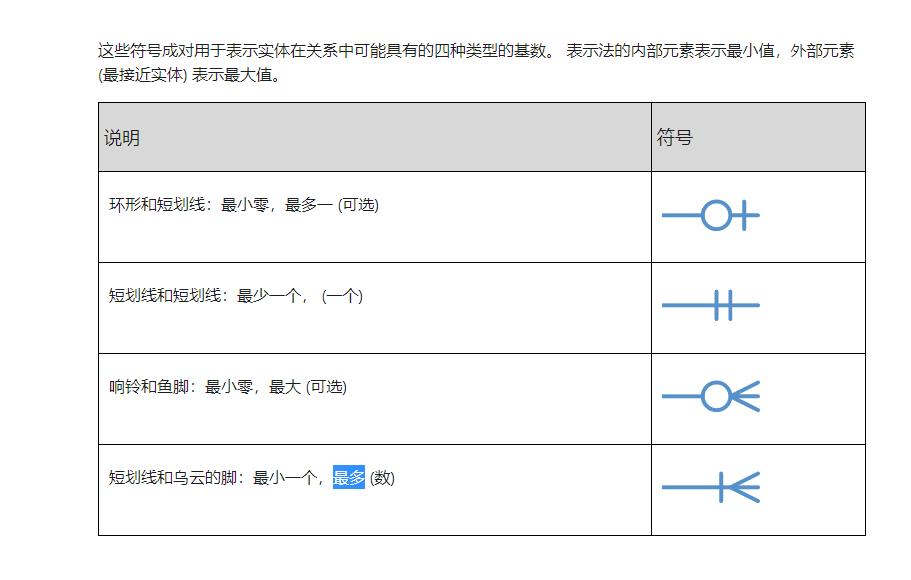 这些符号成对用于表示实体在关系中可能具有的四种类型的基数。 表示法的内部元素表示最小值，外部元素
(最接近实体) 表示最大值。
说明
符号
环形和短划线：最小零，最多一 (可选)
短划线和短划线：最少一个， (一个)
响铃和鱼脚：最小零，最大 (可选)
短划线和乌云的脚：最小一个，最多 (数)